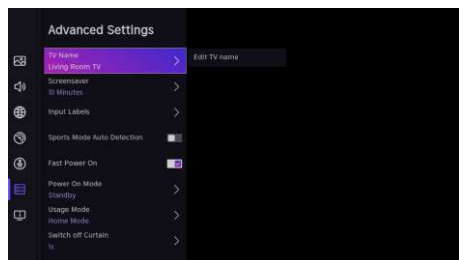 Advanced Settings
TV Name
Living Room TV
Edit TV name
Screensaver
10 Minutes
Input Labels
Sports Mode Auto Detection
Fast Power On
Power On Mode
Standby
Usage Mode
Home Mode
Switch off Curtain
1s